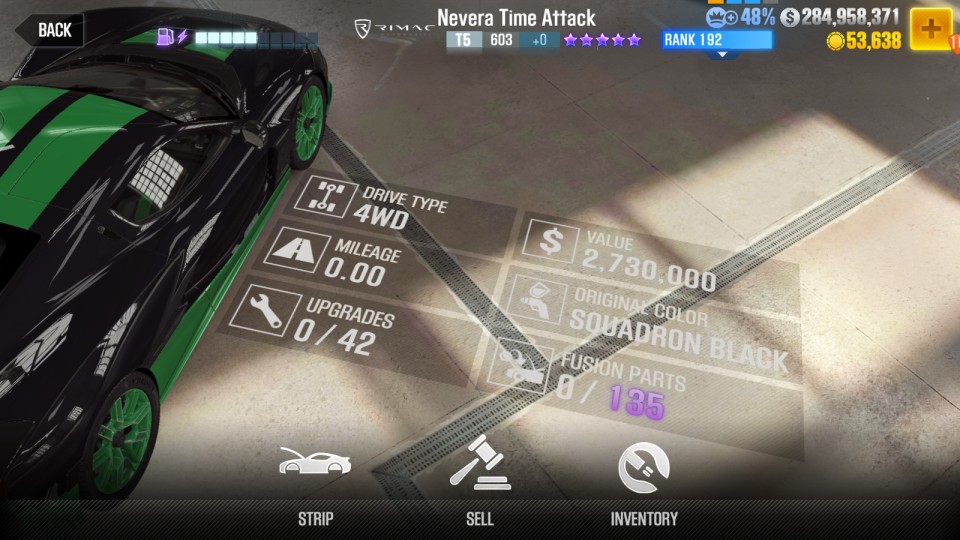 BACK
RIMAC
Nevera Time Attack
T5 603 +0
48%
284,958,371
RANK 192
53,638
DRIVE TYPE
4WD
MILEAGE
0.00
UPGRADES
0 / 42
VALUE
2,730,000
ORIGINAL COLOR
SQUADRON BLACK
FUSION PARTS
0 / 135
STRIP
SELL
INVENTORY